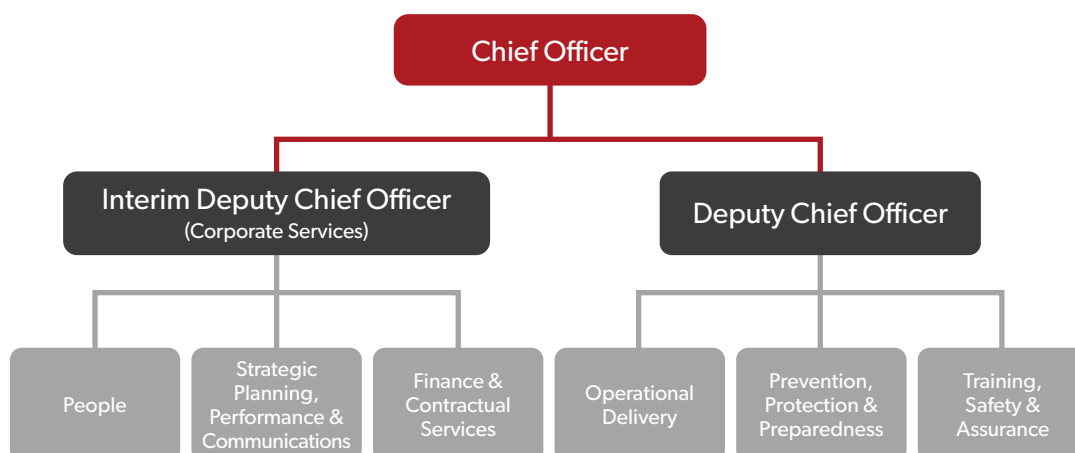 Chief Officer
Interim Deputy Chief Officer
(Corporate Services)
Deputy Chief Officer
People
Strategic
Planning,
Performance &
Communications
Finance &
Contractual
Services
Operational
Delivery
Prevention,
Protection &
Preparedness
Training,
Safety &
Assurance